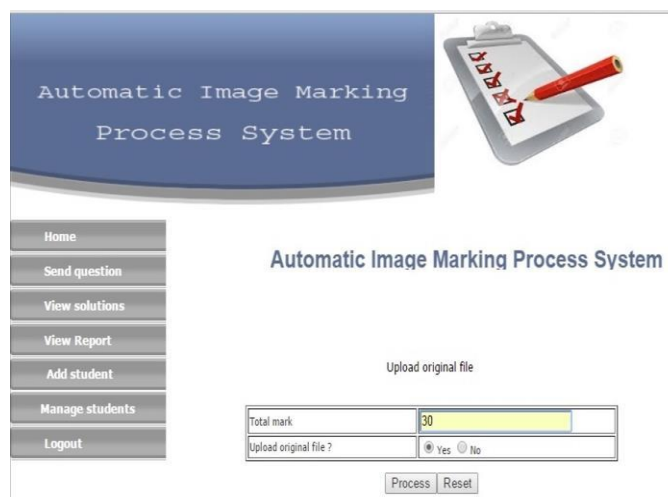 Automatic Image Marking
Process System
Home
Send question
View solutions
View Report
Add student
Manage students
Logout
Automatic Image Marking Process System
Upload original file
Total mark 30
Upload original file ? Yes No
Process Reset